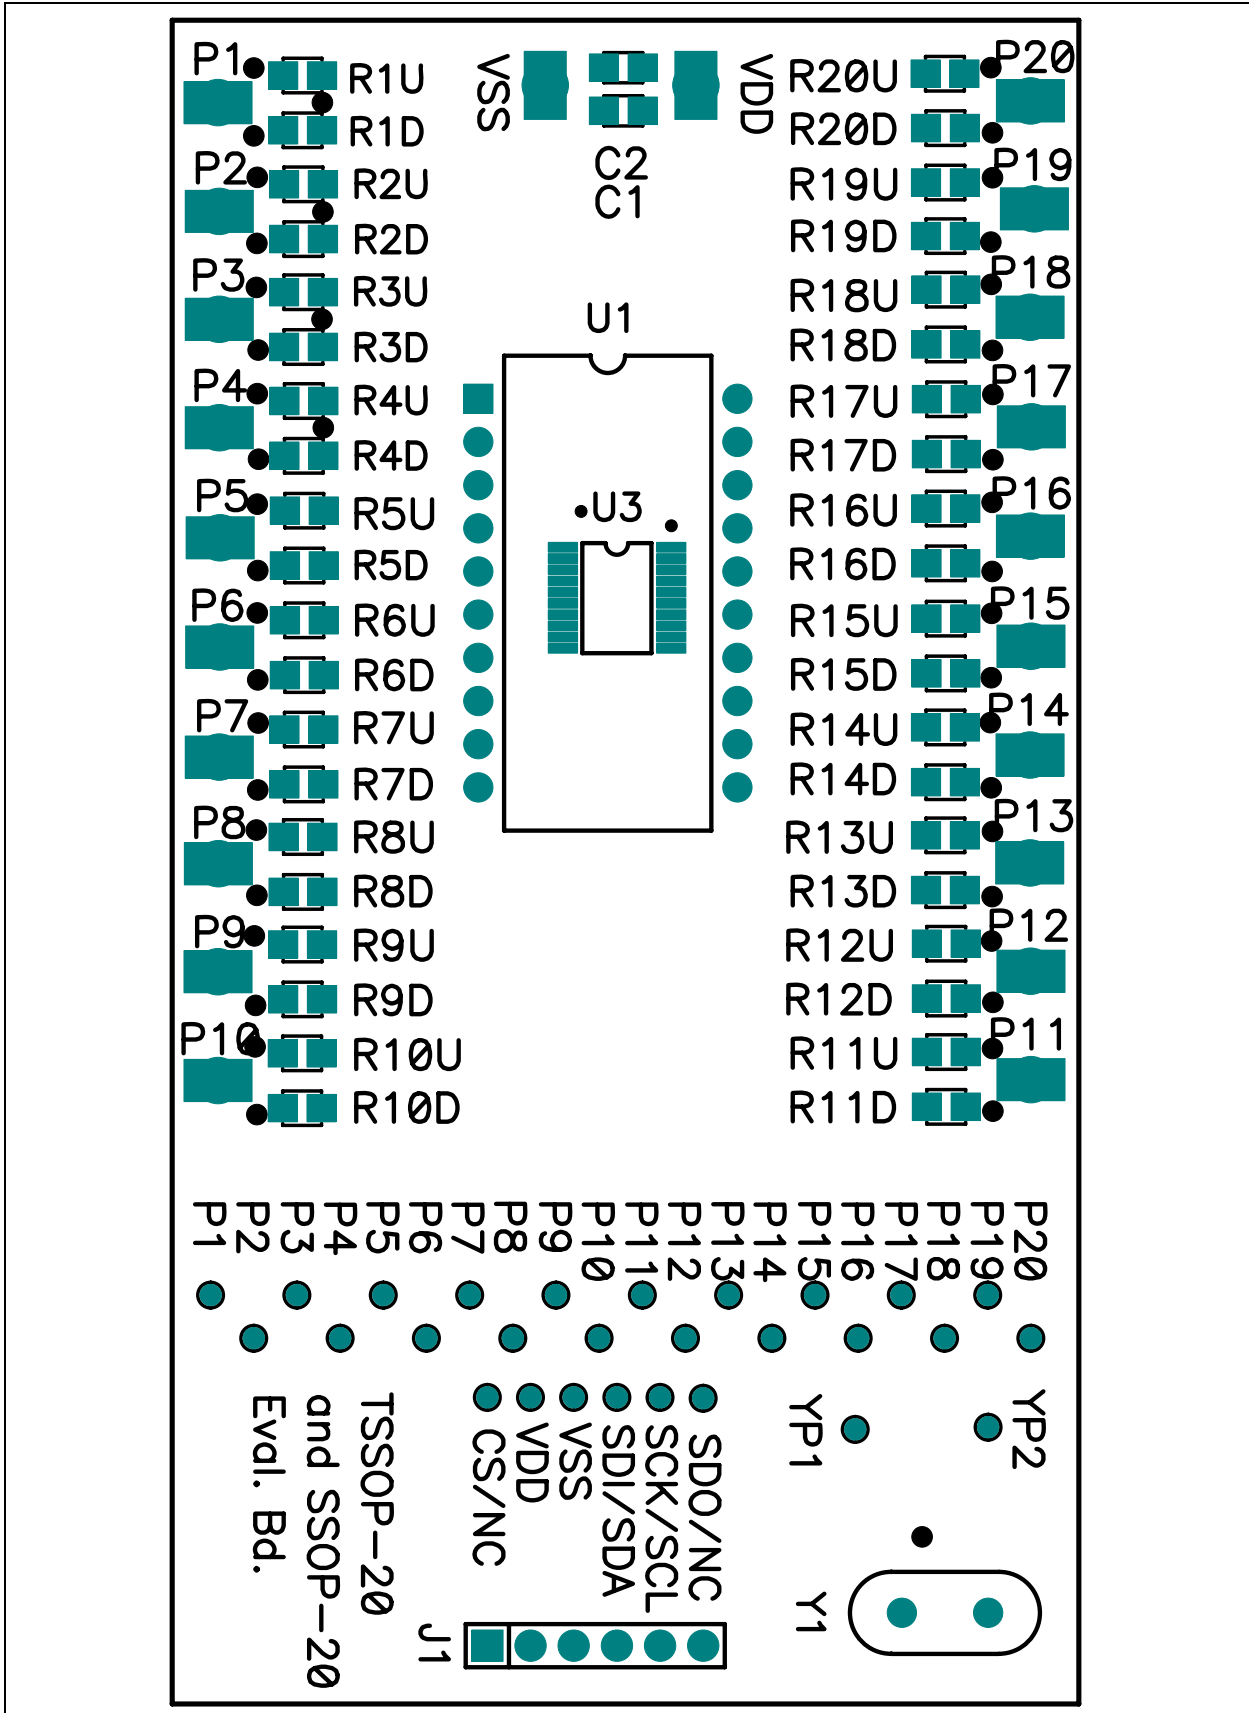 P1
R1U
R1D
P2
R2U
R2D
P3
R3U
R3D
P4
R4U
R4D
P5
R5U
R5D
P6
R6U
R6D
P7
R7U
R7D
P8
R8U
R8D
P9
R9U
R9D
P10
R10U
R10D
VSS
VDD
C2
C1
U1
U3
R20U
P20
R20D
R19U
P19
R19D
R18U
P18
R18D
R17U
P17
R17D
R16U
P16
R16D
R15U
P15
R15D
R14U
P14
R14D
R13U
P13
R13D
R12U
P12
R12D
R11U
P11
R11D
P1
P2
P3
P4
P5
P6
P7
P8
P9
P10
P11
P12
P13
P14
P15
P16
P17
P18
P19
P20
TSSOP-20
and SSOP-20
Eval. Bd.
CS/NC
VDD
VSS
SDI/SDA
SCK/SCL
SDO/NC
J1
YP1
YP2
Y1